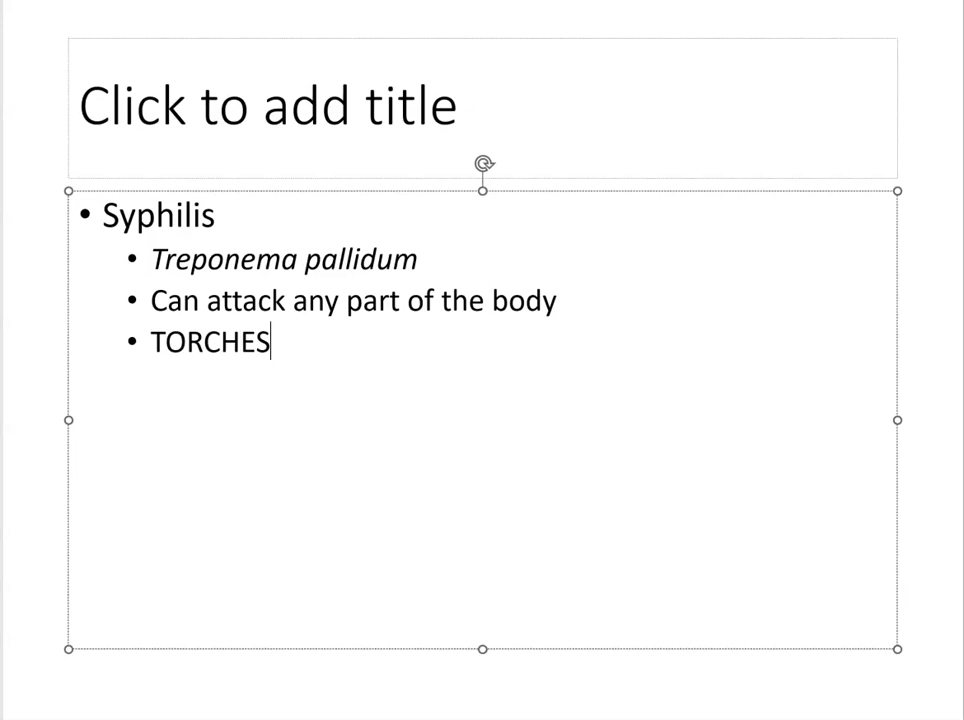 Click to add title
• Syphilis
• Treponema pallidum
• Can attack any part of the body
• TORCHES